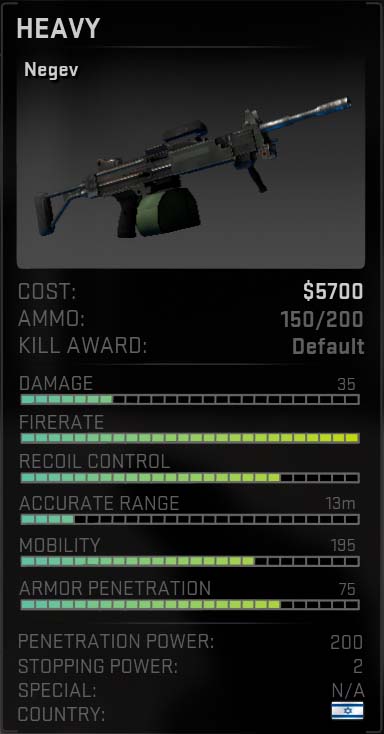 HEAVY
Negev
COST: $5700
AMMO: 150/200
KILL AWARD: Default
DAMAGE 35
FIRERATE
RECOIL CONTROL
ACCURATE RANGE 13m
MOBILITY 195
ARMOR PENETRATION 75
PENETRATION POWER: 200
STOPPING POWER: 2
SPECIAL: N/A
COUNTRY: